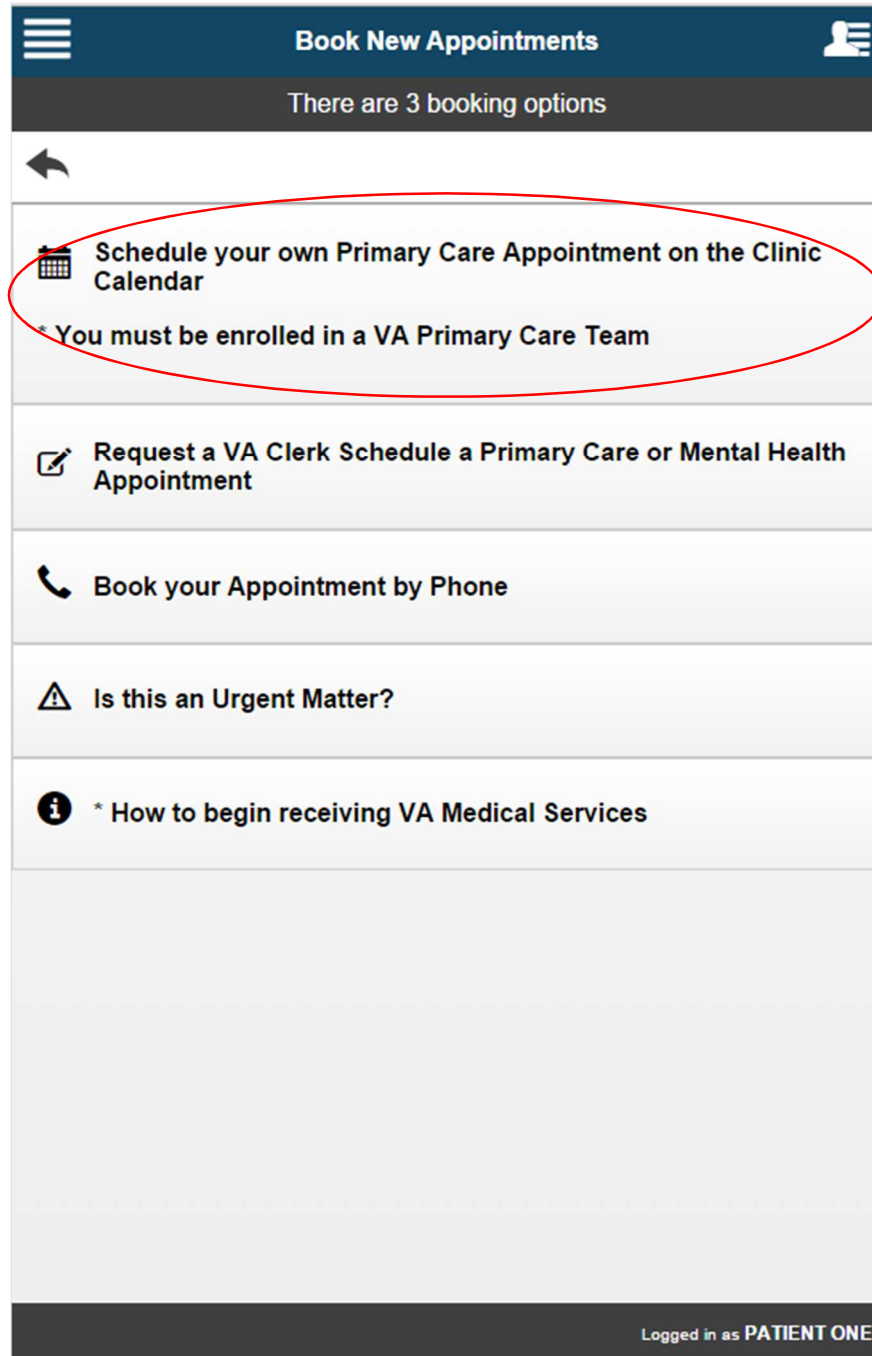 Book New Appointments
There are 3 booking options
Schedule your own Primary Care Appointment on the Clinic
Calendar
* You must be enrolled in a VA Primary Care Team
Request a VA Clerk Schedule a Primary Care or Mental Health
Appointment
Book your Appointment by Phone
Is this an Urgent Matter?
* How to begin receiving VA Medical Services
Logged in as PATIENT ONE